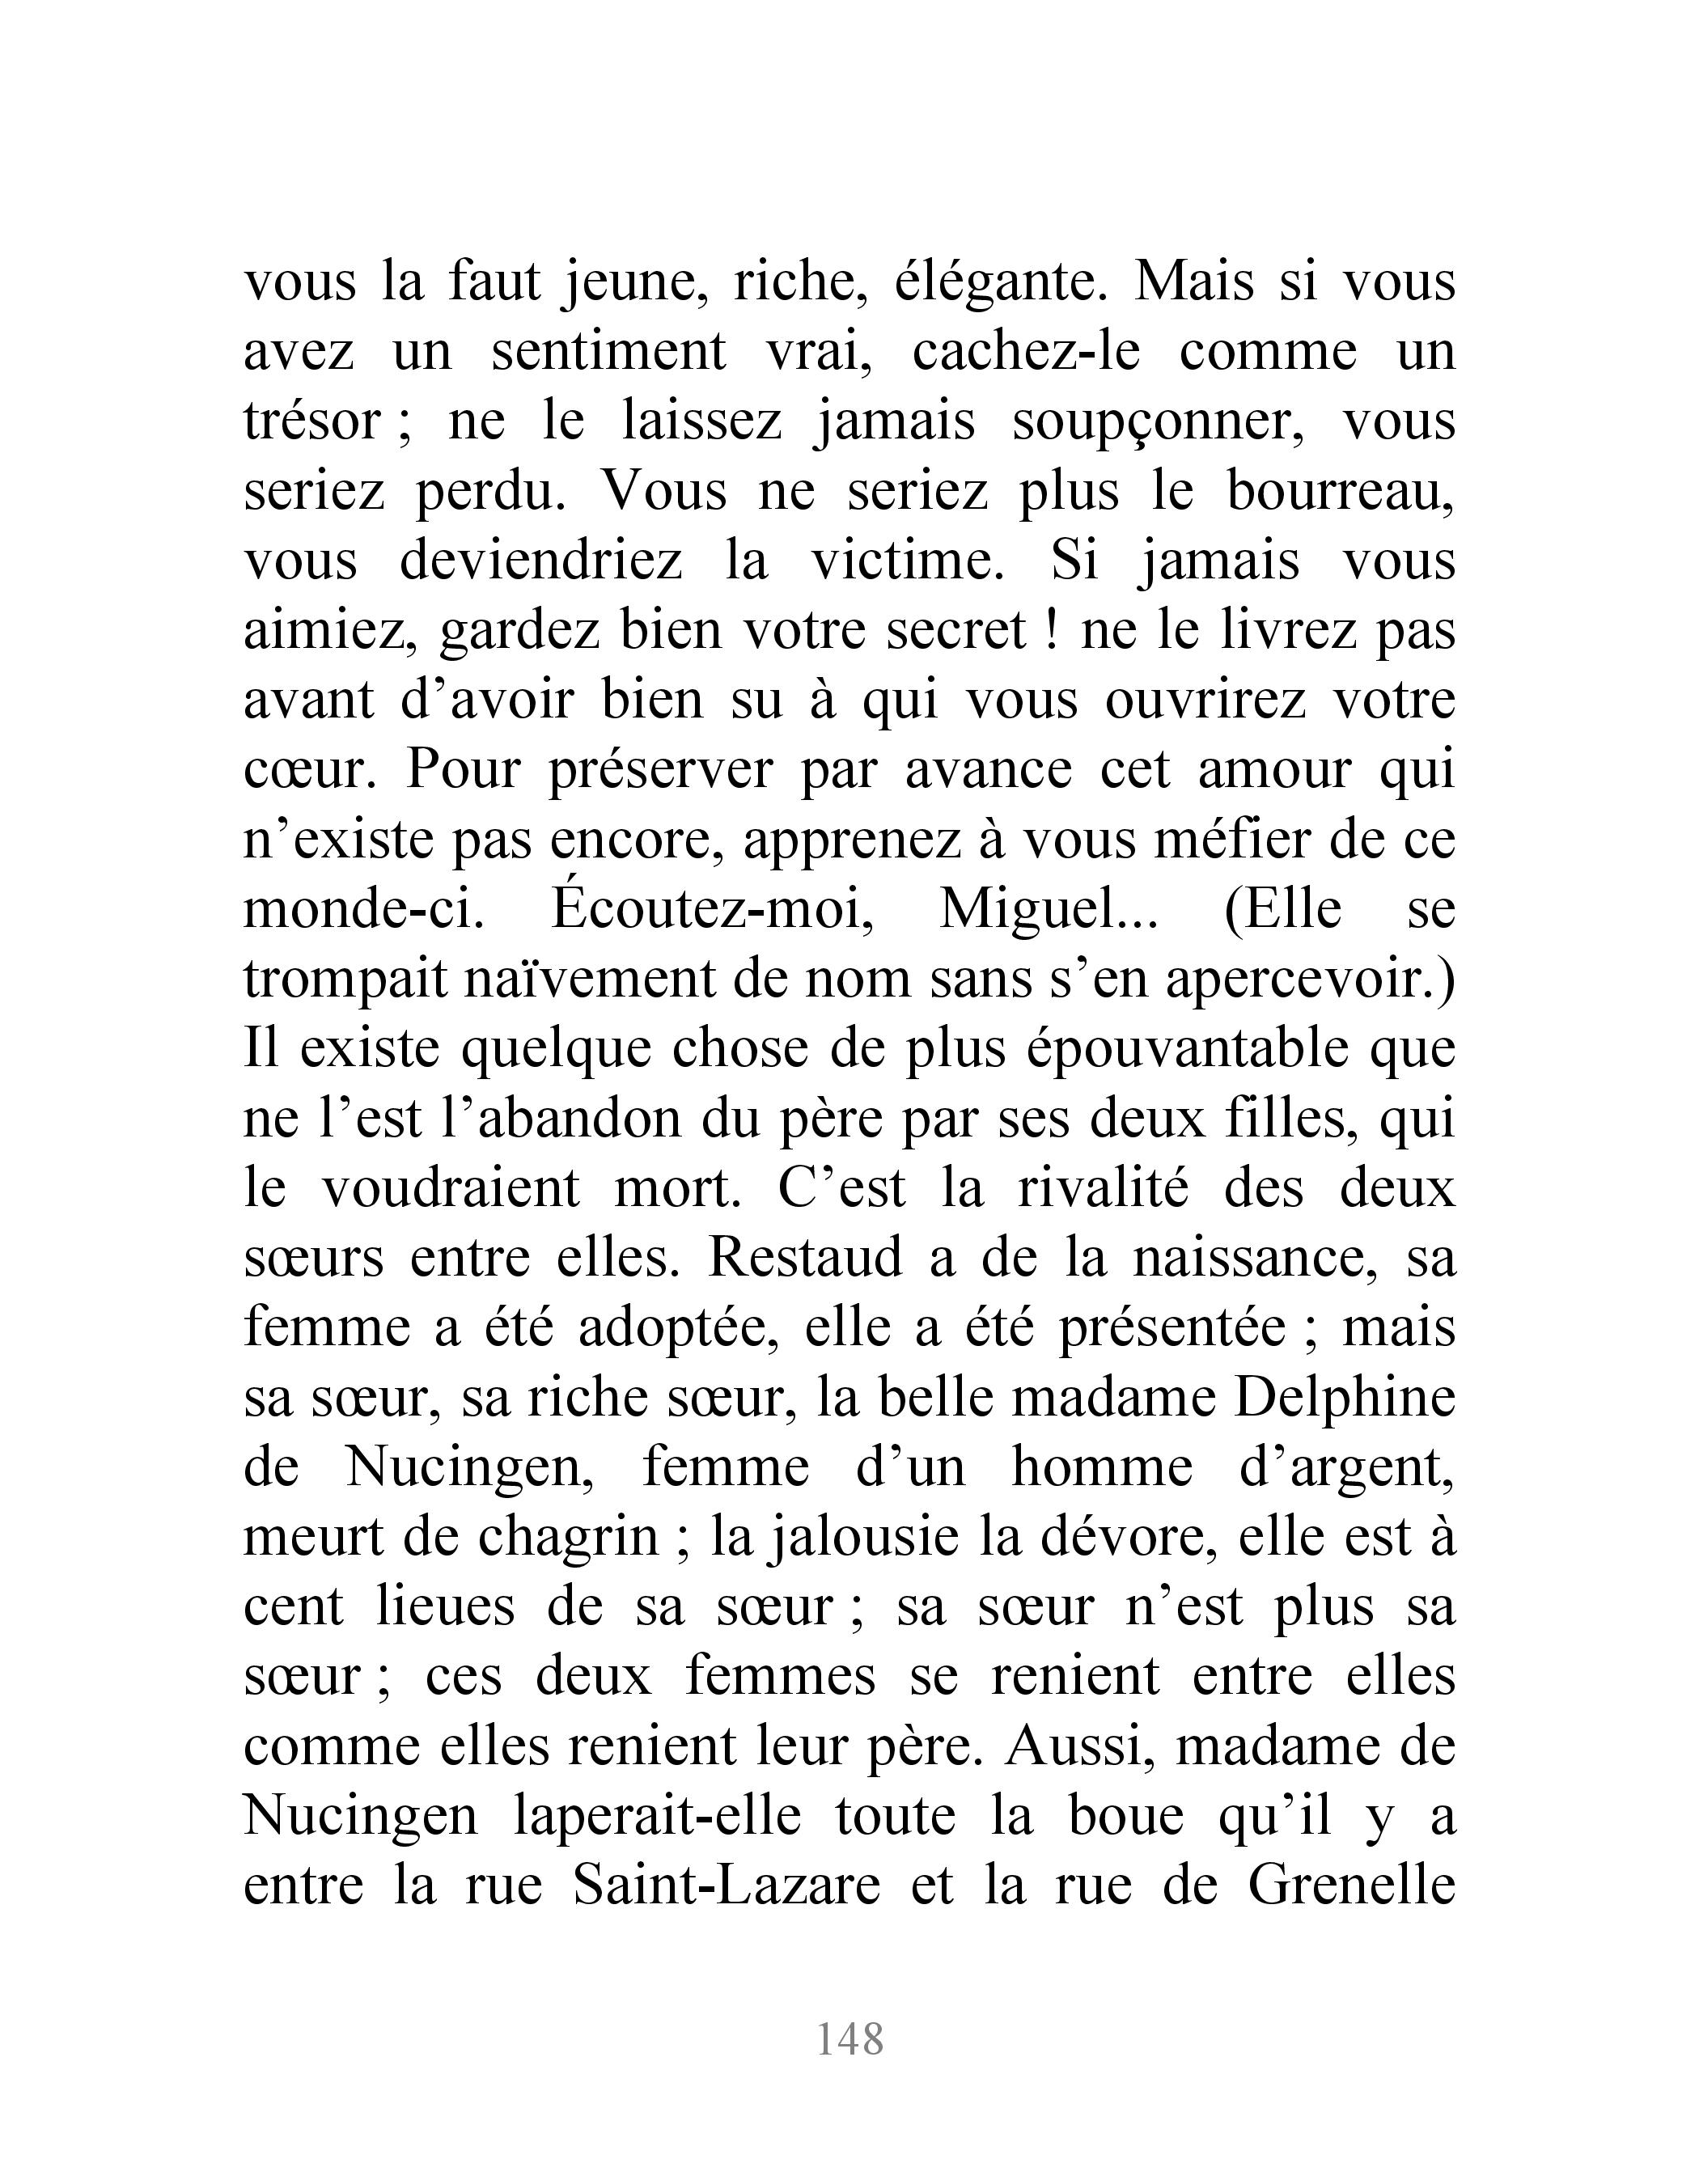 vous la faut jeune, riche, élégante. Mais si vous
avez un sentiment vrai, cachez-le comme un
trésor ; ne le laissez jamais soupçonner, vous
seriez perdu. Vous ne seriez plus le bourreau,
vous deviendriez la victime. Si jamais vous
aimiez, gardez bien votre secret ! ne le livrez pas
avant d’avoir bien su à qui vous ouvrirez votre
cœur. Pour préserver par avance cet amour qui
n’existe pas encore, apprenez à vous méfier de ce
monde-ci. Écoutez-moi, Miguel... (Elle se
trompait naïvement de nom sans s’en apercevoir.)
Il existe quelque chose de plus épouvantable que
ne l’est l’abandon du père par ses deux filles, qui
le voudraient mort. C’est la rivalité des deux
sœurs entre elles. Restaud a de la naissance, sa
femme a été adoptée, elle a été présentée ; mais
sa sœur, sa riche sœur, la belle madame Delphine
de Nucingen, femme d’un homme d’argent,
meurt de chagrin ; la jalousie la dévore, elle est à
cent lieues de sa sœur ; sa sœur n’est plus sa
sœur ; ces deux femmes se renient entre elles
comme elles renient leur père. Aussi, madame de
Nucingen laperait-elle toute la boue qu’il y a
entre la rue Saint-Lazare et la rue de Grenelle
148